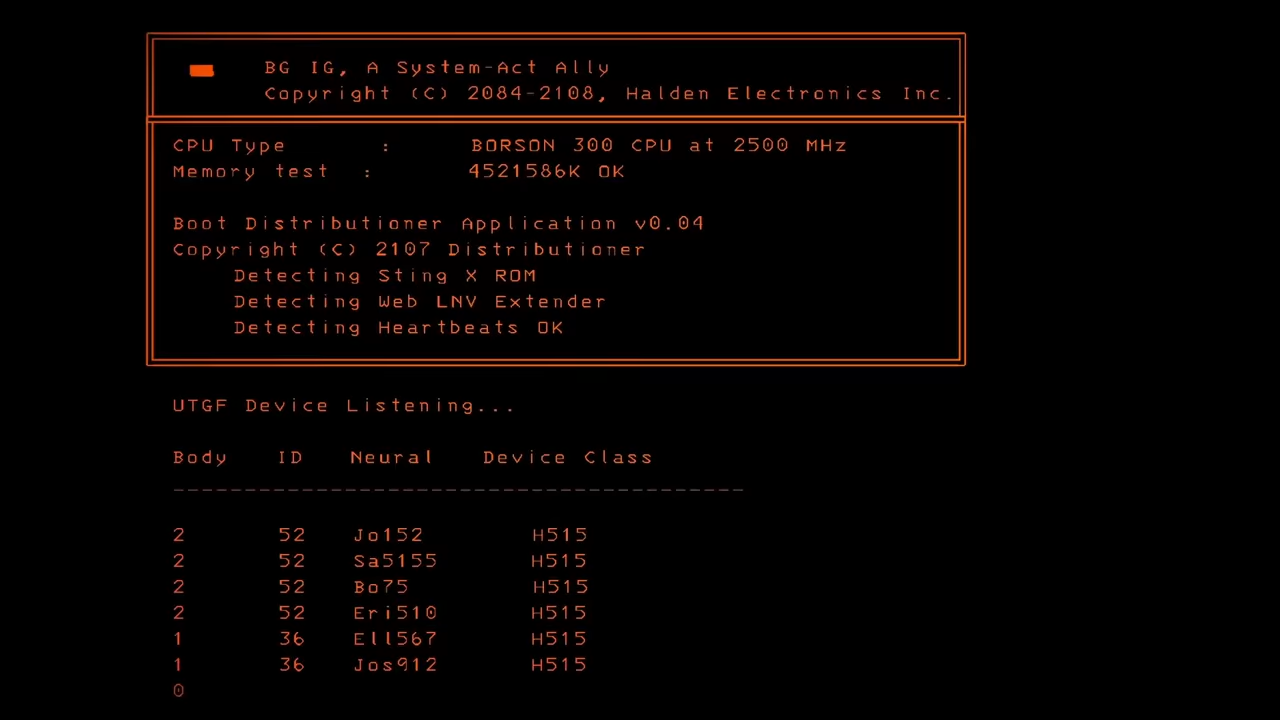 BG IG, A System-Act Ally
Copyright (C) 2084-2108, Halden Electronics Inc.
CPU Type : BORSON 300 CPU at 2500 MHz
Memory test : 4521586K OK
Boot Distributioner Application v0.04
Copyright (C) 2107 Distributioner
Detecting Sting X ROM
Detecting Web LNV Extender
Detecting Heartbeats OK
UTGF Device Listening...
Body ID Neural Device Class
----------------------------------------
2 52 Jo152 H515
2 52 Sa5155 H515
2 52 Bo75 H515
2 52 Eri510 H515
1 36 Ell567 H515
1 36 Jos912 H515
0